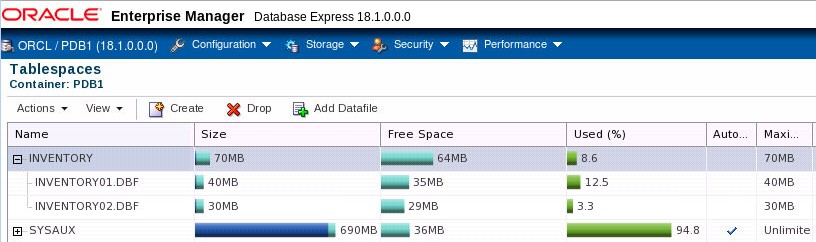 ORACLE Enterprise Manager Database Express 18.1.0.0.0
ORCL / PDB1 (18.1.0.0.0) Configuration Storage Security Performance
Tablespaces
Container: PDB1
Actions View Create Drop Add Datafile
Name Size Free Space Used (%) Auto... Maxi...
INVENTORY 70MB 64MB 8.6 70MB
INVENTORY01.DBF 40MB 35MB 12.5 40MB
INVENTORY02.DBF 30MB 29MB 3.3 30MB
SYSAUX 690MB 36MB 94.8 Unlimite